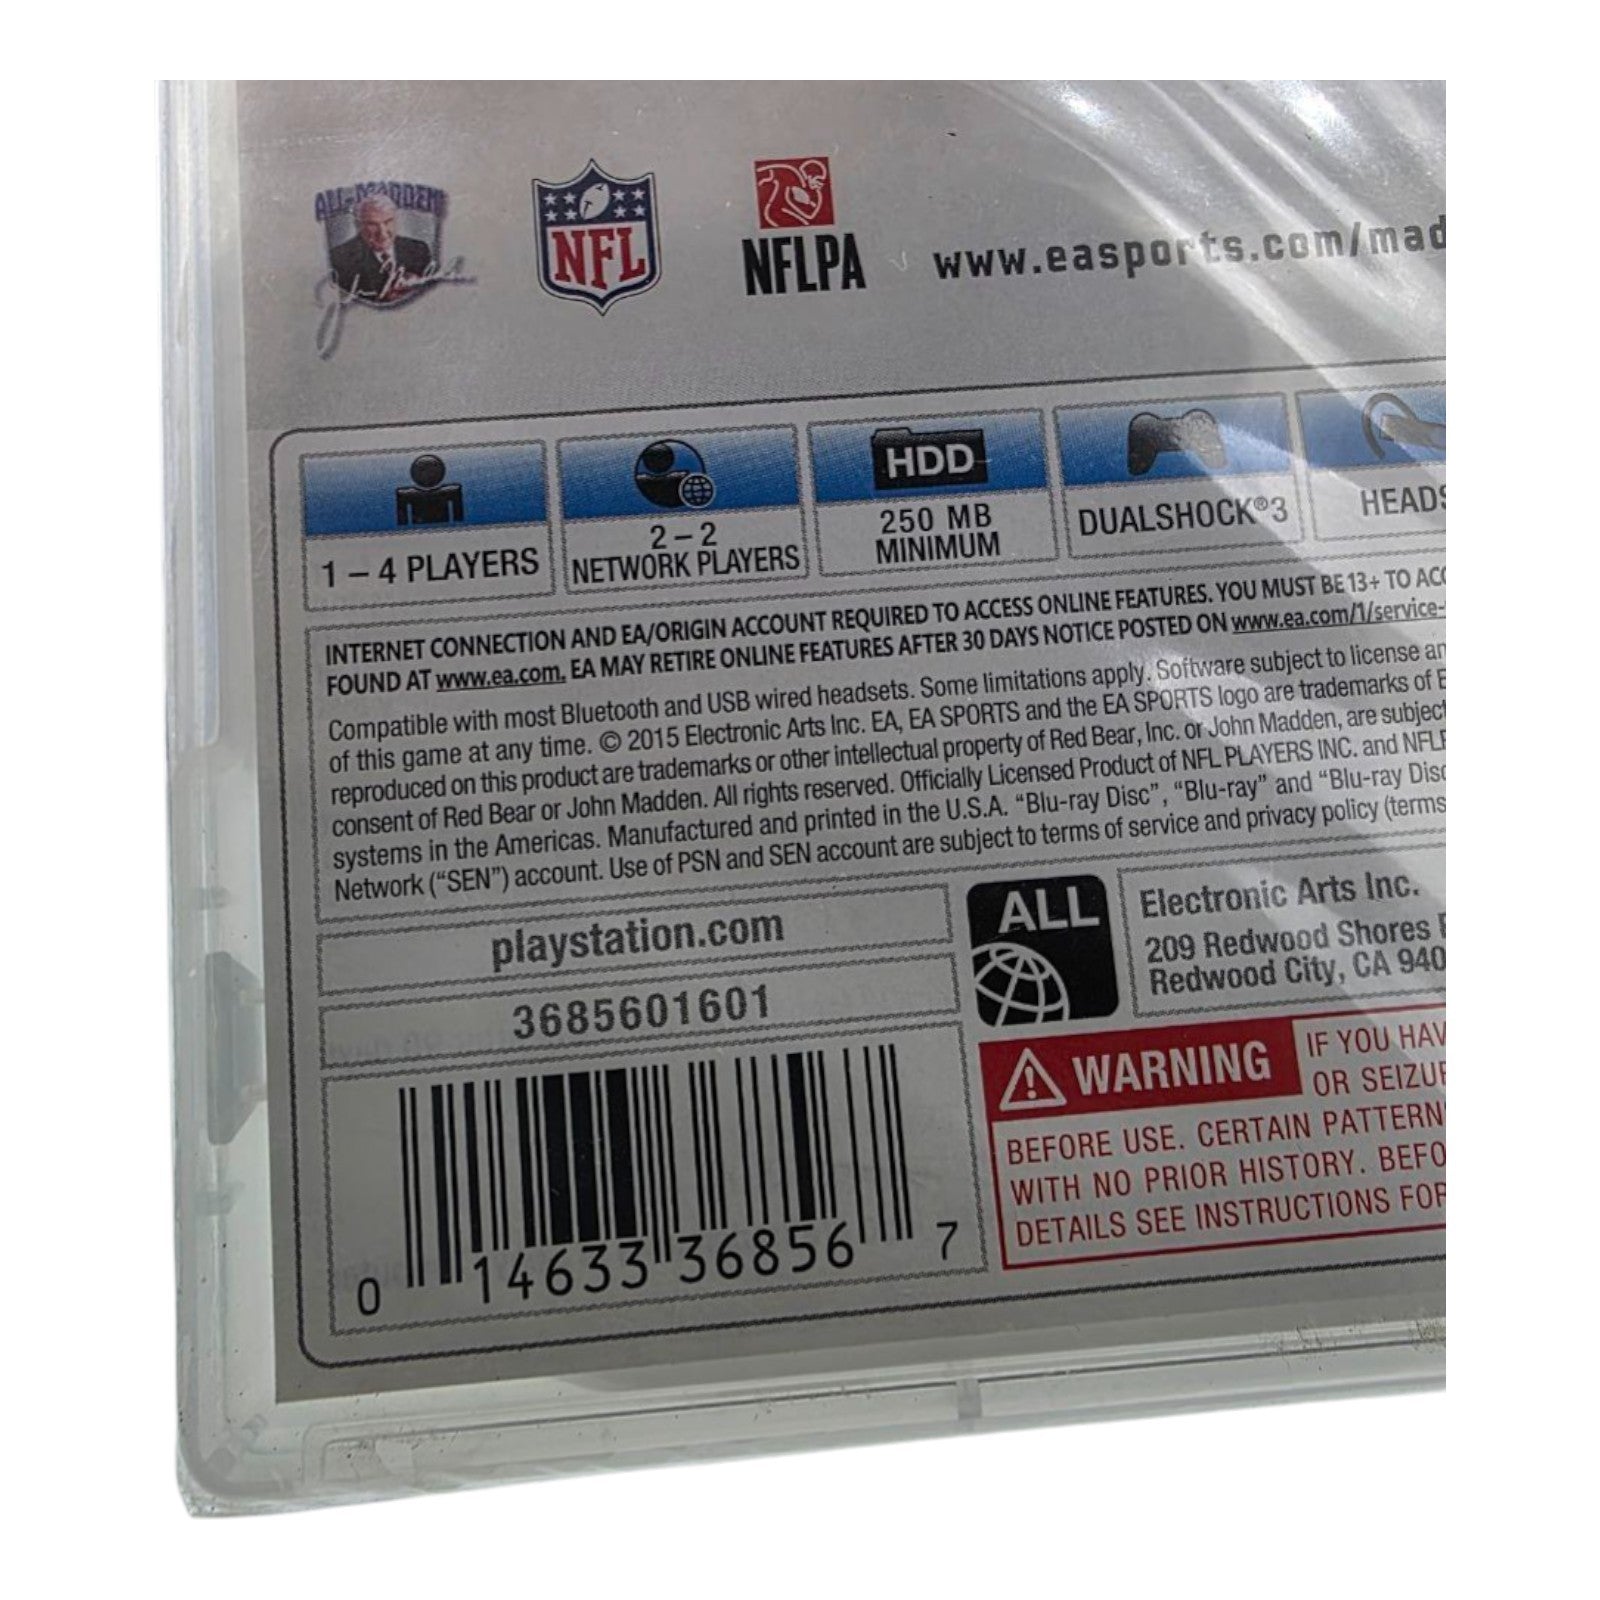 ALL-MADDEN
John Madden
NFL
NFLPA
www.easports.com/mad
HDD
1 – 4 PLAYERS
2 – 2
NETWORK PLAYERS
250 MB
MINIMUM
DUALSHOCK®3
HEADS
INTERNET CONNECTION AND EA/ORIGIN ACCOUNT REQUIRED TO ACCESS ONLINE FEATURES. YOU MUST BE 13+ TO ACC
FOUND AT www.ea.com. EA MAY RETIRE ONLINE FEATURES AFTER 30 DAYS NOTICE POSTED ON www.ea.com/1/service-
Compatible with most Bluetooth and USB wired headsets. Some limitations apply. Software subject to license an
of this game at any time. © 2015 Electronic Arts Inc. EA, EA SPORTS and the EA SPORTS logo are trademarks of E
reproduced on this product are trademarks or other intellectual property of Red Bear, Inc. or John Madden, are subject
consent of Red Bear or John Madden. All rights reserved. Officially Licensed Product of NFL PLAYERS INC. and NFLP
systems in the Americas. Manufactured and printed in the U.S.A. “Blu-ray Disc”, “Blu-ray” and “Blu-ray Disc
Network (“SEN”) account. Use of PSN and SEN account are subject to terms of service and privacy policy (terms
playstation.com
3685601601
ALL
Electronic Arts Inc.
209 Redwood Shores
Redwood City, CA 940
WARNING
IF YOU HAV
OR SEIZUR
BEFORE USE. CERTAIN PATTERN
WITH NO PRIOR HISTORY. BEFO
DETAILS SEE INSTRUCTIONS FOR
0 14633 36856 7